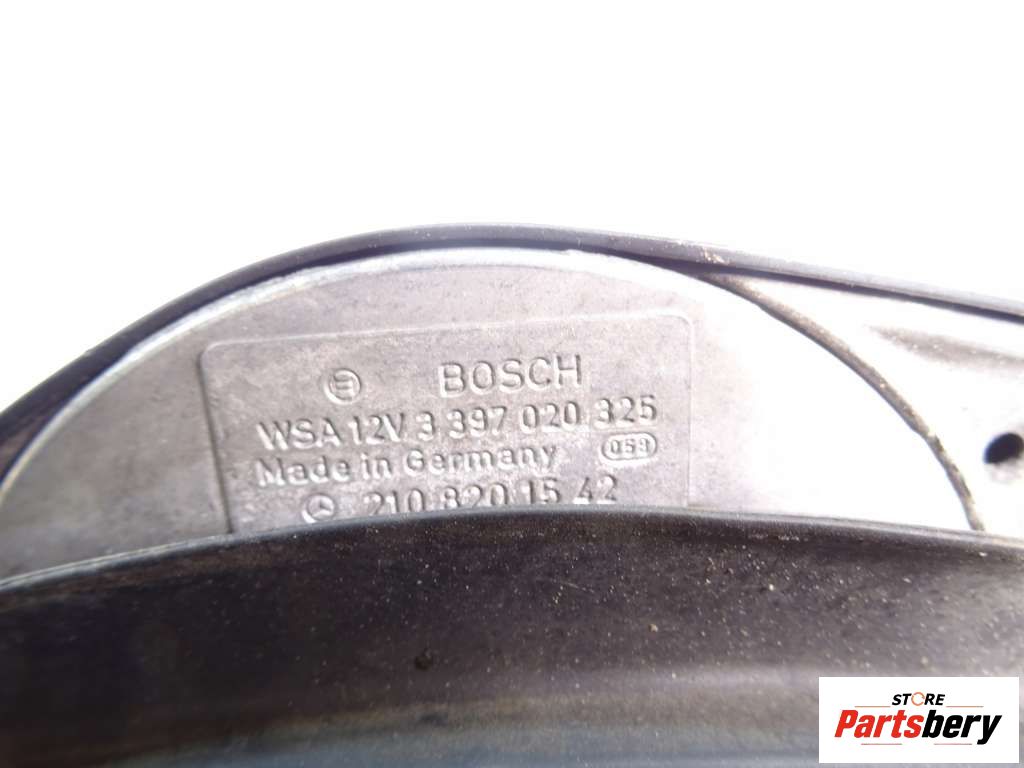 BOSCH
WSA 12V 3 397 020 325
Made in Germany 059
210 820 15 42
STORE
Partsbery